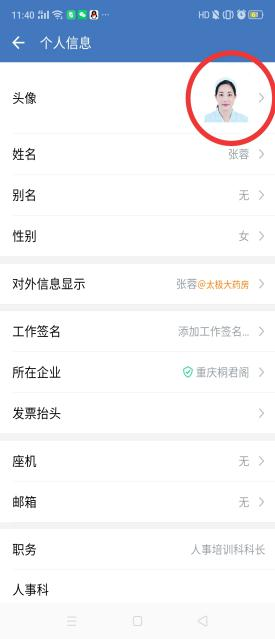 11:40 HD
个人信息
头像
姓名 张蓉
别名 无
性别 女
对外信息显示 张蓉@太极大药房
工作签名 添加工作签名...
所在企业 重庆桐君阁
发票抬头
座机 无
邮箱 无
职务 人事培训科科长
人事科